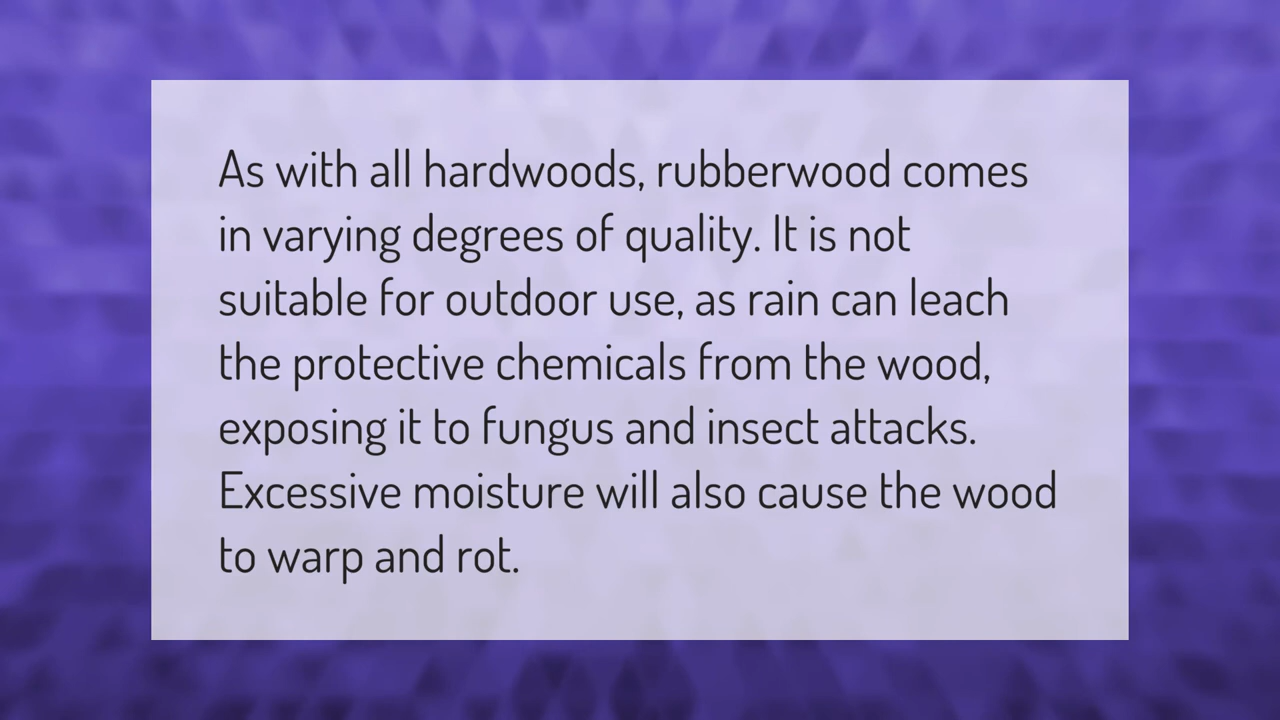 As with all hardwoods, rubberwood comes
in varying degrees of quality. It is not
suitable for outdoor use, as rain can leach
the protective chemicals from the wood,
exposing it to fungus and insect attacks.
Excessive moisture will also cause the wood
to warp and rot.